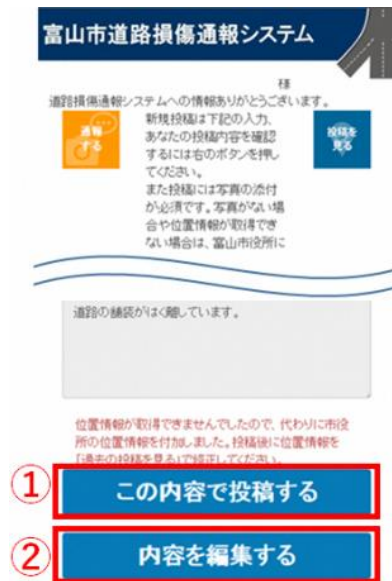 富山市道路損傷通報システム
様
道路損傷通報システムへの情報ありがとうございます。
通報
する
新規投稿は下記の入力、
あなたの投稿内容を確認
するには右のボタンを押し
てください。
また投稿には写真の添付
が必須です。写真がない場
合や位置情報が取得でき
ない場合は、富山市役所に
投稿を
見る
道路の舗装がはく離しています。
位置情報が取得できませんでしたので、代わりに市役
所の位置情報を付加しました。投稿後に位置情報を
「過去の投稿を見る」で修正してください。
①
この内容で投稿する
②
内容を編集する